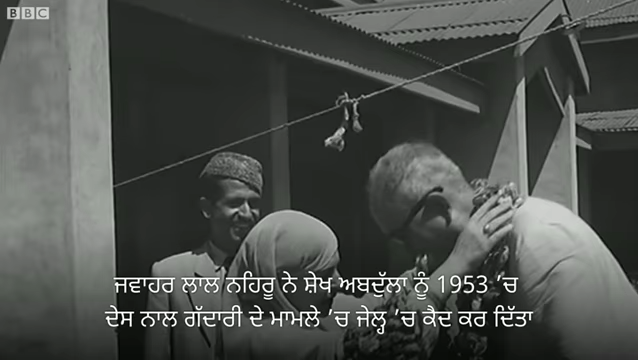 BBC
ਜਵਾਹਰ ਲਾਲ ਨਹਿਰੂ ਨੇ ਸ਼ੇਖ ਅਬਦੁੱਲਾ ਨੂੰ 1953 ’ਚ
ਦੇਸ ਨਾਲ ਗੱਦਾਰੀ ਦੇ ਮਾਮਲੇ ’ਚ ਜੇਲ੍ਹ ’ਚ ਕੈਦ ਕਰ ਦਿੱਤਾ